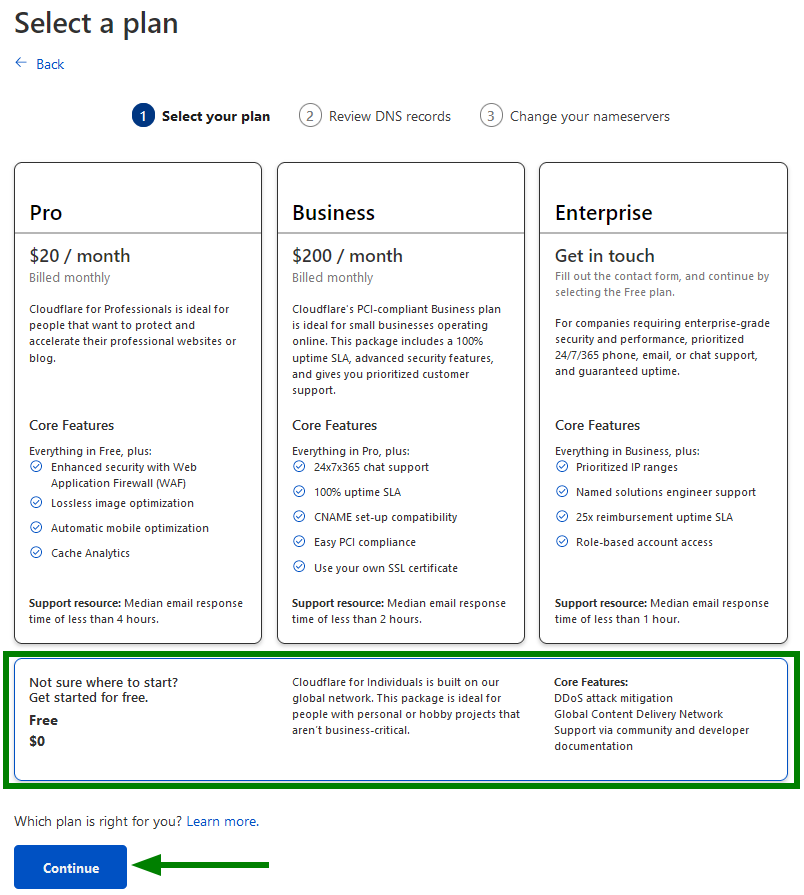 Select a plan
Back
1 Select your plan 2 Review DNS records 3 Change your nameservers
Pro
$20 / month
Billed monthly
Cloudflare for Professionals is ideal for
people that want to protect and
accelerate their professional websites or
blog.
Core Features
Everything in Free, plus:
Enhanced security with Web
Application Firewall (WAF)
Lossless image optimization
Automatic mobile optimization
Cache Analytics
Support resource: Median email response
time of less than 4 hours.
Business
$200 / month
Billed monthly
Cloudflare's PCI-compliant Business plan
is ideal for small businesses operating
online. This package includes a 100%
uptime SLA, advanced security features,
and gives you prioritized customer
support.
Core Features
Everything in Pro, plus:
24x7x365 chat support
100% uptime SLA
CNAME set-up compatibility
Easy PCI compliance
Use your own SSL certificate
Support resource: Median email response
time of less than 2 hours.
Enterprise
Get in touch
Fill out the contact form, and continue by
selecting the Free plan.
For companies requiring enterprise-grade
security and performance, prioritized
24/7/365 phone, email, or chat support,
and guaranteed uptime.
Core Features
Everything in Business, plus:
Prioritized IP ranges
Named solutions engineer support
25x reimbursement uptime SLA
Role-based account access
Support resource: Median email response
time of less than 1 hour.
Not sure where to start?
Get started for free.
Free
$0
Cloudflare for Individuals is built on our
global network. This package is ideal for
people with personal or hobby projects that
aren't business-critical.
Core Features:
DDoS attack mitigation
Global Content Delivery Network
Support via community and developer
documentation
Which plan is right for you? Learn more.
Continue